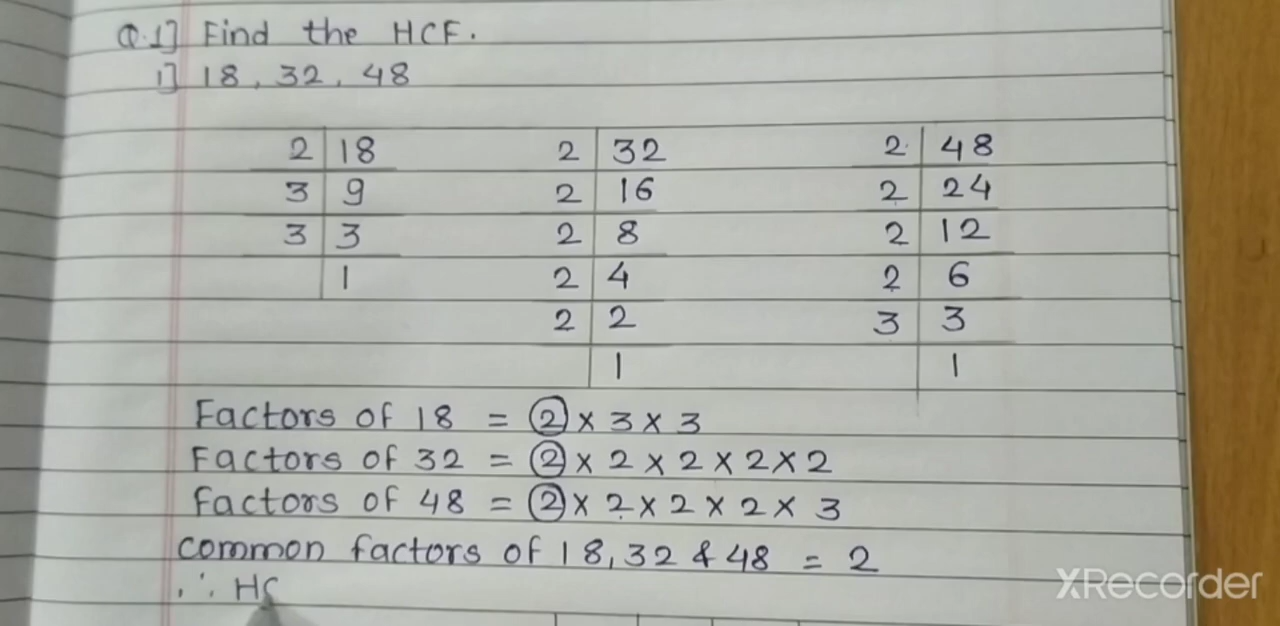 Q.1] Find the HCF.
1] 18, 32, 48
2 18 2 32 2 48
3 9 2 16 2 24
3 3 2 8 2 12
1 2 4 2 6
2 2 3 3
1 1
Factors of 18 = 2 × 3 × 3
Factors of 32 = 2 × 2 × 2 × 2 × 2
Factors of 48 = 2 × 2 × 2 × 2 × 3
Common factors of 18, 32 & 48 = 2
∴ HC
XRecorder